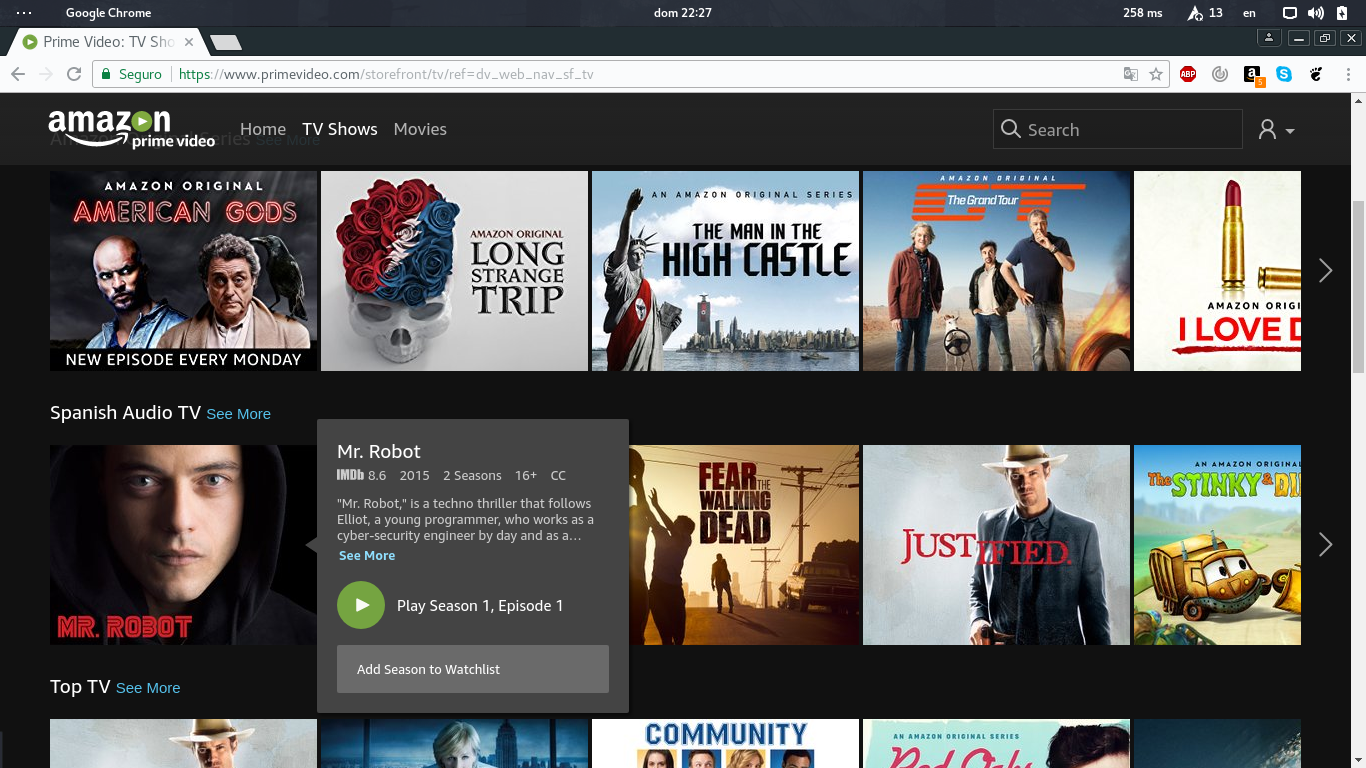 Google Chrome
dom 22:27
258 ms
13
en
Prime Video: TV Sho
Seguro
https://www.primevideo.com/storefront/tv/ref=dv_web_nav_sf_tv
ABP
a
5
amazon
prime video
Home
TV Shows
Movies
Search
See More
AMAZON ORIGINAL
AMERICAN GODS
NEW EPISODE EVERY MONDAY
AMAZON ORIGINAL
LONG
STRANGE
TRIP
AN AMAZON ORIGINAL SERIES
THE MAN IN THE
HIGH CASTLE
AMAZON ORIGINAL
GT
The Grand Tour
AMAZON ORIGI
I LOVE D
Spanish Audio TV See More
MR. ROBOT
Mr. Robot
IMDb 8.6 2015 2 Seasons 16+ CC
"Mr. Robot," is a techno thriller that follows
Elliot, a young programmer, who works as a
cyber-security engineer by day and as a…
See More
Play Season 1, Episode 1
Add Season to Watchlist
FEAR THE
WALKING
DEAD
JUSTIFIED.
AN AMAZON ORIGINAL
THE STINKY & DI
Top TV See More
COMMUNITY
AN AMAZON ORIGINAL SERIES
Red Oaks